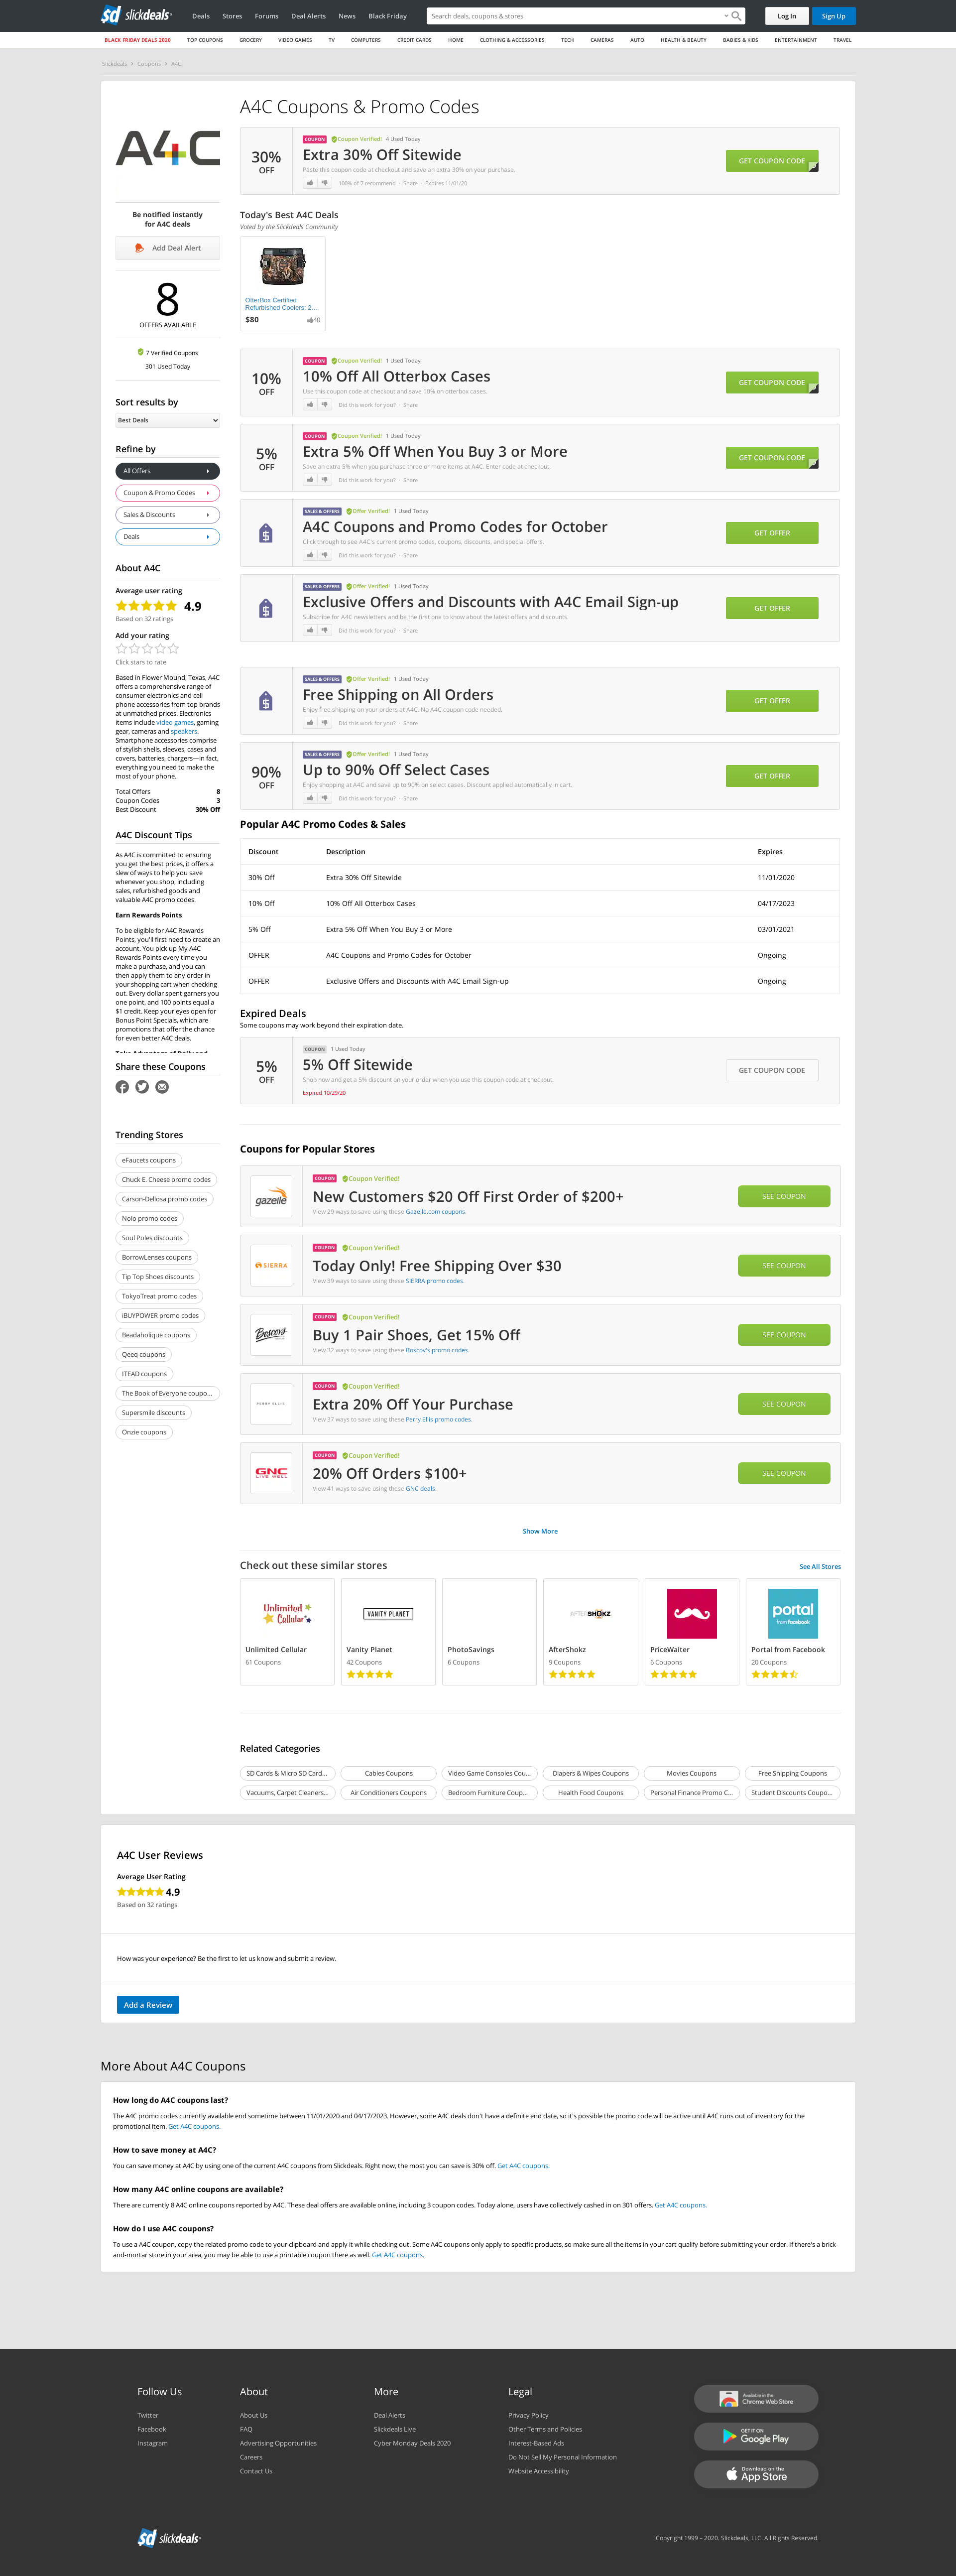 sd slickdeals
Deals Stores Forums Deal Alerts News Black Friday
Search deals, coupons & stores
Log In Sign Up
BLACK FRIDAY DEALS 2020 TOP COUPONS GROCERY VIDEO GAMES TV COMPUTERS CREDIT CARDS HOME CLOTHING & ACCESSORIES TECH CAMERAS AUTO HEALTH & BEAUTY BABIES & KIDS ENTERTAINMENT TRAVEL
Slickdeals › Coupons › A4C
A4C
Be notified instantly
for A4C deals
Add Deal Alert
8
OFFERS AVAILABLE
7 Verified Coupons
301 Used Today
Sort results by
Best Deals
Refine by
All Offers
Coupon & Promo Codes
Sales & Discounts
Deals
About A4C
Average user rating
4.9
Based on 32 ratings
Add your rating
Click stars to rate
Based in Flower Mound, Texas, A4C
offers a comprehensive range of
consumer electronics and cell
phone accessories from top brands
at unmatched prices. Electronics
items include video games, gaming
gear, cameras and speakers.
Smartphone accessories comprise
of stylish shells, sleeves, cases and
covers, batteries, chargers—in fact,
everything you need to make the
most of your phone.
Total Offers 8
Coupon Codes 3
Best Discount 30% Off
A4C Discount Tips
As A4C is committed to ensuring
you get the best prices, it offers a
slew of ways to help you save
whenever you shop, including
sales, refurbished goods and
valuable A4C promo codes.
Earn Rewards Points
To be eligible for A4C Rewards
Points, you'll first need to create an
account. You pick up My A4C
Rewards Points every time you
make a purchase, and you can
then apply them to any order in
your shopping cart when checking
out. Every dollar spent garners you
one point, and 100 points equal a
$1 credit. Keep your eyes open for
Bonus Point Specials, which are
promotions that offer the chance
for even better A4C deals.
Share these Coupons
Trending Stores
eFaucets coupons
Chuck E. Cheese promo codes
Carson-Dellosa promo codes
Nolo promo codes
Soul Poles discounts
BorrowLenses coupons
Tip Top Shoes discounts
TokyoTreat promo codes
iBUYPOWER promo codes
Beadaholique coupons
Qeeq coupons
ITEAD coupons
The Book of Everyone coupo...
Supersmile discounts
Onzie coupons
A4C Coupons & Promo Codes
30%
OFF
COUPON Coupon Verified! 4 Used Today
Extra 30% Off Sitewide
Paste this coupon code at checkout and save an extra 30% on your purchase.
100% of 7 recommend · Share · Expires 11/01/20
GET COUPON CODE
Today's Best A4C Deals
Voted by the Slickdeals Community
OtterBox Certified
Refurbished Coolers: 2...
$80 40
10%
OFF
COUPON Coupon Verified! 1 Used Today
10% Off All Otterbox Cases
Use this coupon code at checkout and save 10% on otterbox cases.
Did this work for you? · Share
GET COUPON CODE
5%
OFF
COUPON Coupon Verified! 1 Used Today
Extra 5% Off When You Buy 3 or More
Save an extra 5% when you purchase three or more items at A4C. Enter code at checkout.
Did this work for you? · Share
GET COUPON CODE
SALES & OFFERS Offer Verified! 1 Used Today
A4C Coupons and Promo Codes for October
Click through to see A4C's current promo codes, coupons, discounts, and special offers.
Did this work for you? · Share
GET OFFER
SALES & OFFERS Offer Verified! 1 Used Today
Exclusive Offers and Discounts with A4C Email Sign-up
Subscribe for A4C newsletters and be the first one to know about the latest offers and discounts.
Did this work for you? · Share
GET OFFER
SALES & OFFERS Offer Verified! 1 Used Today
Free Shipping on All Orders
Enjoy free shipping on your orders at A4C. No A4C coupon code needed.
Did this work for you? · Share
GET OFFER
90%
OFF
SALES & OFFERS Offer Verified! 1 Used Today
Up to 90% Off Select Cases
Enjoy shopping at A4C and save up to 90% on select cases. Discount applied automatically in cart.
Did this work for you? · Share
GET OFFER
Popular A4C Promo Codes & Sales
Discount Description Expires
30% Off Extra 30% Off Sitewide 11/01/2020
10% Off 10% Off All Otterbox Cases 04/17/2023
5% Off Extra 5% Off When You Buy 3 or More 03/01/2021
OFFER A4C Coupons and Promo Codes for October Ongoing
OFFER Exclusive Offers and Discounts with A4C Email Sign-up Ongoing
Expired Deals
Some coupons may work beyond their expiration date.
5%
OFF
COUPON 1 Used Today
5% Off Sitewide
Shop now and get a 5% discount on your order when you use this coupon code at checkout.
Expired 10/29/20
GET COUPON CODE
Coupons for Popular Stores
gazelle
COUPON Coupon Verified!
New Customers $20 Off First Order of $200+
View 29 ways to save using these Gazelle.com coupons.
SEE COUPON
SIERRA
COUPON Coupon Verified!
Today Only! Free Shipping Over $30
View 39 ways to save using these SIERRA promo codes.
SEE COUPON
Boscov's
COUPON Coupon Verified!
Buy 1 Pair Shoes, Get 15% Off
View 32 ways to save using these Boscov's promo codes.
SEE COUPON
PERRY ELLIS
COUPON Coupon Verified!
Extra 20% Off Your Purchase
View 37 ways to save using these Perry Ellis promo codes.
SEE COUPON
GNC
LIVE WELL
COUPON Coupon Verified!
20% Off Orders $100+
View 41 ways to save using these GNC deals.
SEE COUPON
Show More
Check out these similar stores
See All Stores
Unlimited
Cellular
Unlimited Cellular
61 Coupons
VANITY PLANET
Vanity Planet
42 Coupons
PhotoSavings
6 Coupons
AFTERSHOKZ
AfterShokz
9 Coupons
PriceWaiter
6 Coupons
portal
from facebook
Portal from Facebook
20 Coupons
Related Categories
SD Cards & Micro SD Card... Cables Coupons Video Game Consoles Cou... Diapers & Wipes Coupons Movies Coupons Free Shipping Coupons
Vacuums, Carpet Cleaners... Air Conditioners Coupons Bedroom Furniture Coup... Health Food Coupons Personal Finance Promo C... Student Discounts Coupo...
A4C User Reviews
Average User Rating
4.9
Based on 32 ratings
How was your experience? Be the first to let us know and submit a review.
Add a Review
More About A4C Coupons
How long do A4C coupons last?
The A4C promo codes currently available end sometime between 11/01/2020 and 04/17/2023. However, some A4C deals don't have a definite end date, so it's possible the promo code will be active until A4C runs out of inventory for the
promotional item. Get A4C coupons.
How to save money at A4C?
You can save money at A4C by using one of the current A4C coupons from Slickdeals. Right now, the most you can save is 30% off. Get A4C coupons.
How many A4C online coupons are available?
There are currently 8 A4C online coupons reported by A4C. These deal offers are available online, including 3 coupon codes. Today alone, users have collectively cashed in on 301 offers. Get A4C coupons.
How do I use A4C coupons?
To use a A4C coupon, copy the related promo code to your clipboard and apply it while checking out. Some A4C coupons only apply to specific products, so make sure all the items in your cart qualify before submitting your order. If there's a brick-
and-mortar store in your area, you may be able to use a printable coupon there as well. Get A4C coupons.
Follow Us
Twitter
Facebook
Instagram
About
About Us
FAQ
Advertising Opportunities
Careers
Contact Us
More
Deal Alerts
Slickdeals Live
Cyber Monday Deals 2020
Legal
Privacy Policy
Other Terms and Policies
Interest-Based Ads
Do Not Sell My Personal Information
Website Accessibility
Available in the
Chrome Web Store
GET IT ON
Google Play
Download on the
App Store
sd slickdeals
Copyright 1999 – 2020. Slickdeals, LLC. All Rights Reserved.